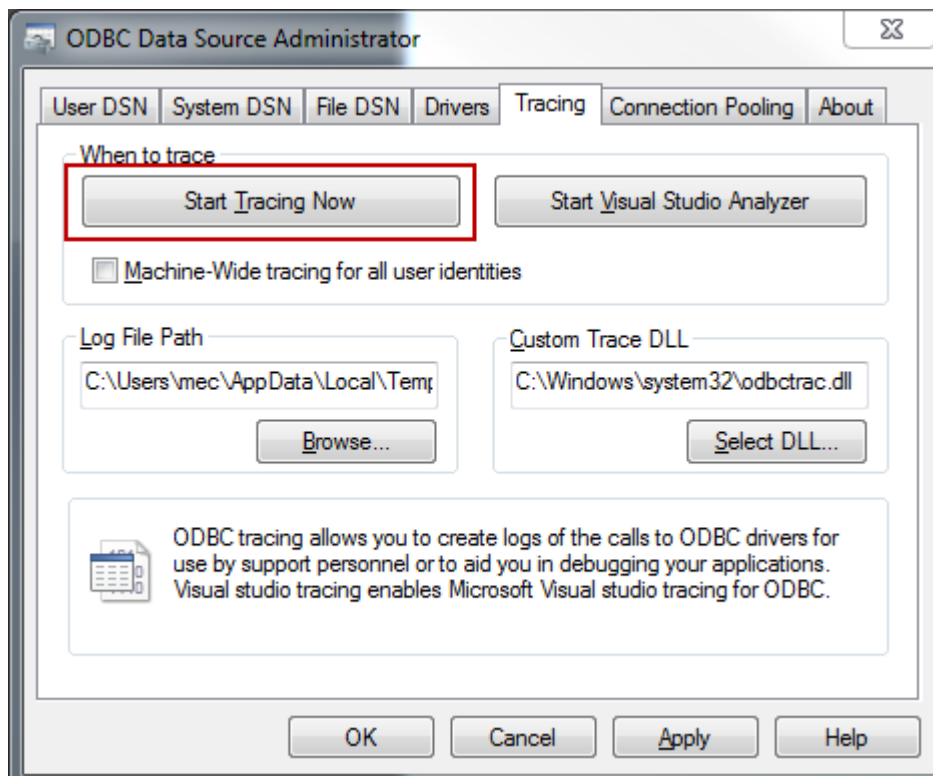 ODBC Data Source Administrator
User DSN System DSN File DSN Drivers Tracing Connection Pooling About
When to trace
Start Tracing Now Start Visual Studio Analyzer
Machine-Wide tracing for all user identities
Log File Path Custom Trace DLL
C:\Users\mec\AppData\Local\Temp C:\Windows\system32\odbctrac.dll
Browse... Select DLL...
ODBC tracing allows you to create logs of the calls to ODBC drivers for
use by support personnel or to aid you in debugging your applications.
Visual studio tracing enables Microsoft Visual studio tracing for ODBC.
OK Cancel Apply Help